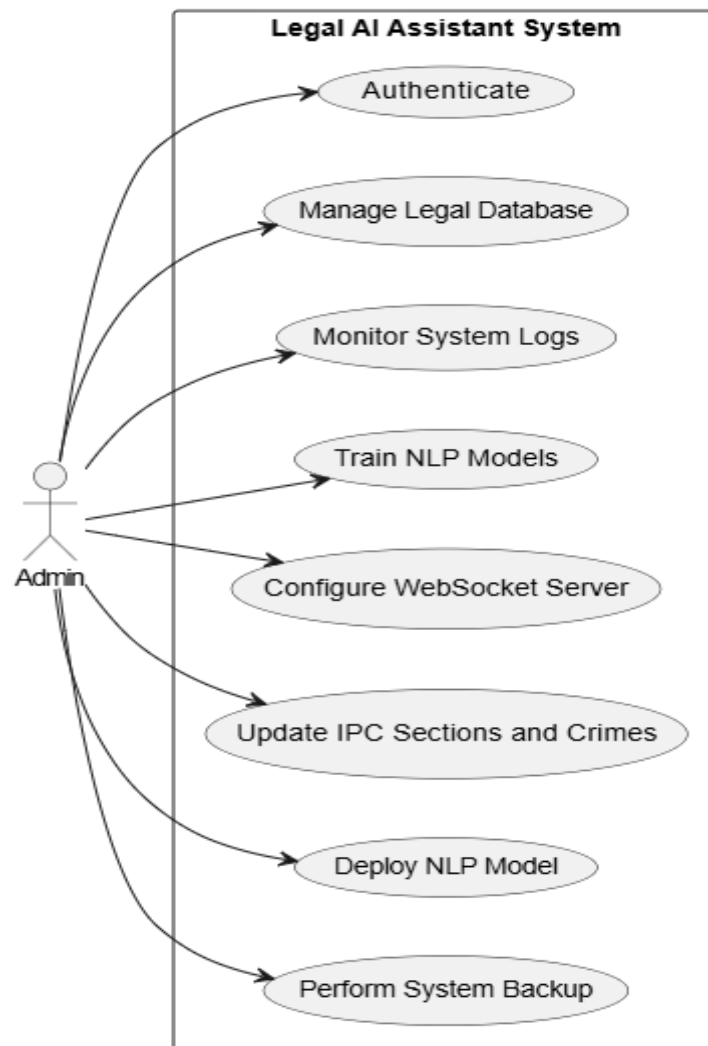 Legal AI Assistant System
Authenticate
Manage Legal Database
Monitor System Logs
Train NLP Models
Admin
Configure WebSocket Server
Update IPC Sections and Crimes
Deploy NLP Model
Perform System Backup